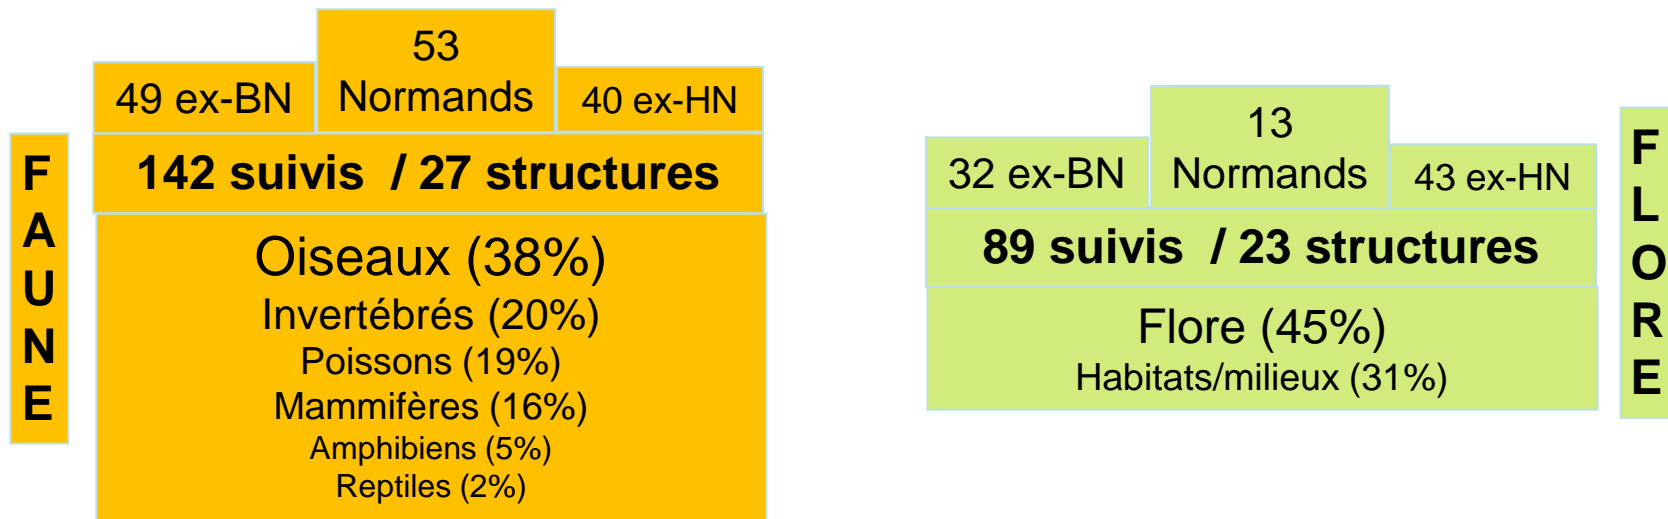 FAUNE
49 ex-BN
53
Normands
40 ex-HN
142 suivis / 27 structures
Oiseaux (38%)
Invertébrés (20%)
Poissons (19%)
Mammifères (16%)
Amphibiens (5%)
Reptiles (2%)
32 ex-BN
13
Normands
43 ex-HN
89 suivis / 23 structures
Flore (45%)
Habitats/milieux (31%)
FLORE